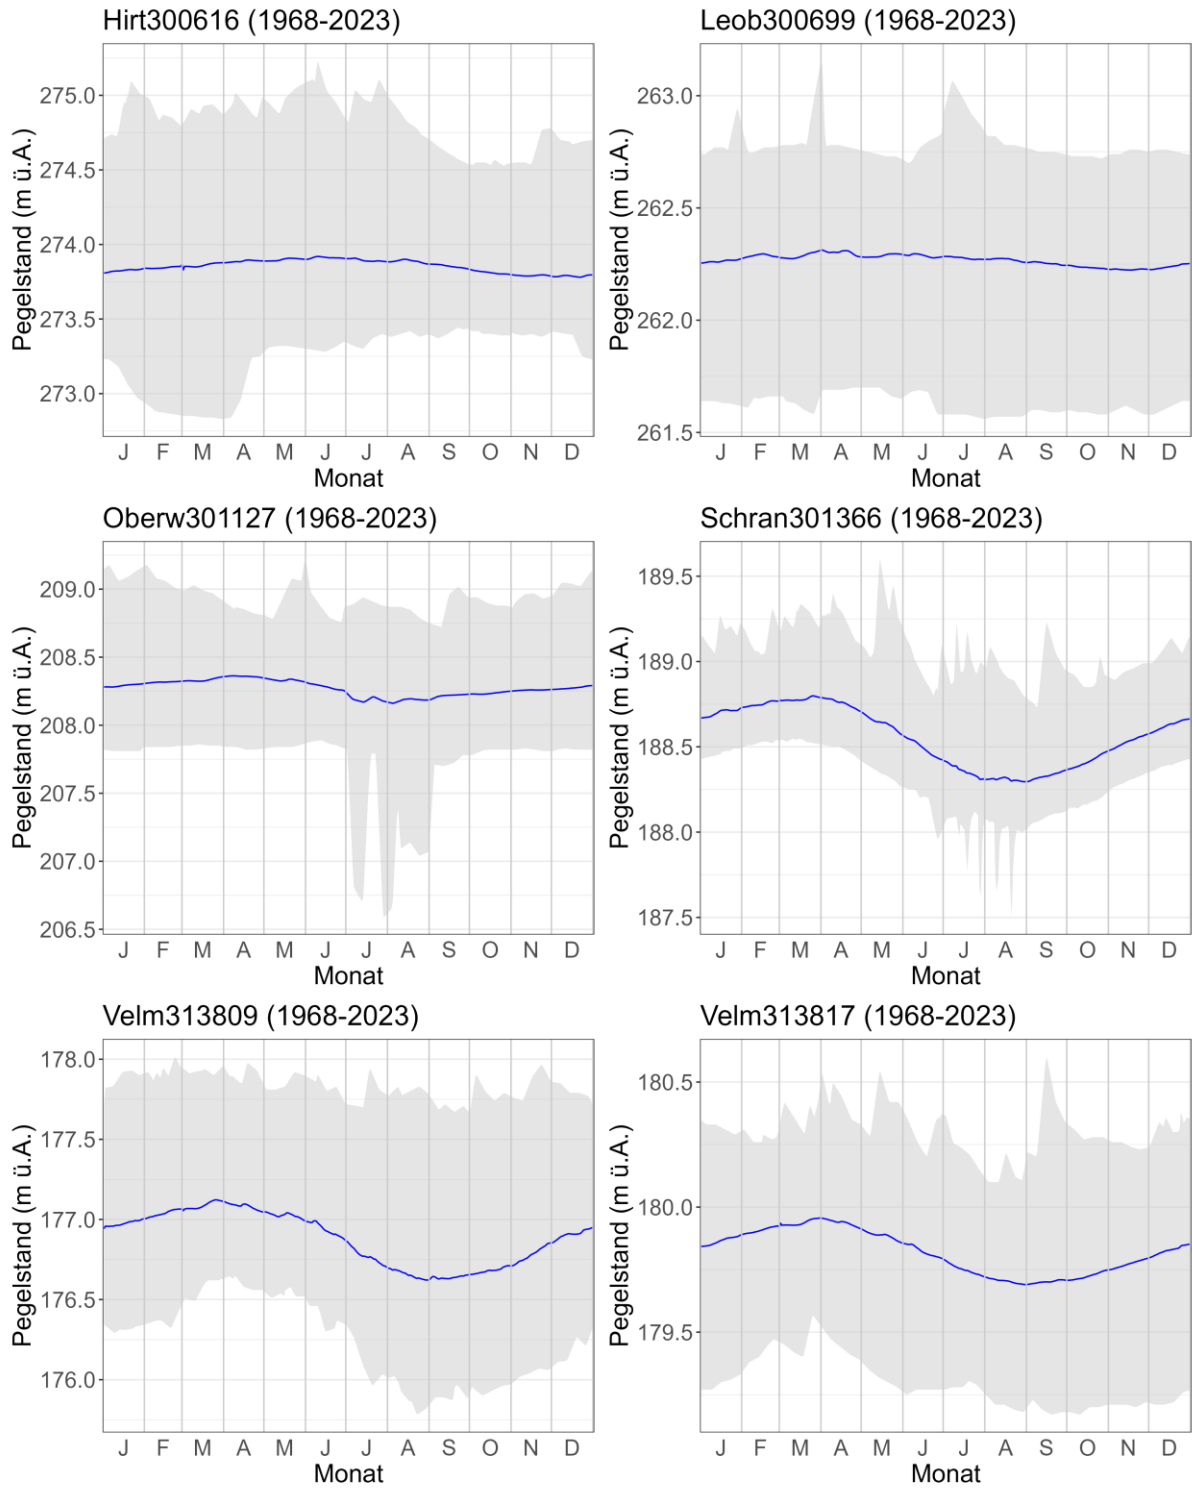 Hirt300616 (1968-2023)
Pegelstand (m ü.A.)
275.0
274.5
274.0
273.5
273.0
J F M A M J J A S O N D
Monat
Leob300699 (1968-2023)
Pegelstand (m ü.A.)
263.0
262.5
262.0
261.5
J F M A M J J A S O N D
Monat
Oberw301127 (1968-2023)
Pegelstand (m ü.A.)
209.0
208.5
208.0
207.5
207.0
206.5
J F M A M J J A S O N D
Monat
Schran301366 (1968-2023)
Pegelstand (m ü.A.)
189.5
189.0
188.5
188.0
187.5
J F M A M J J A S O N D
Monat
Velm313809 (1968-2023)
Pegelstand (m ü.A.)
178.0
177.5
177.0
176.5
176.0
J F M A M J J A S O N D
Monat
Velm313817 (1968-2023)
Pegelstand (m ü.A.)
180.5
180.0
179.5
J F M A M J J A S O N D
Monat